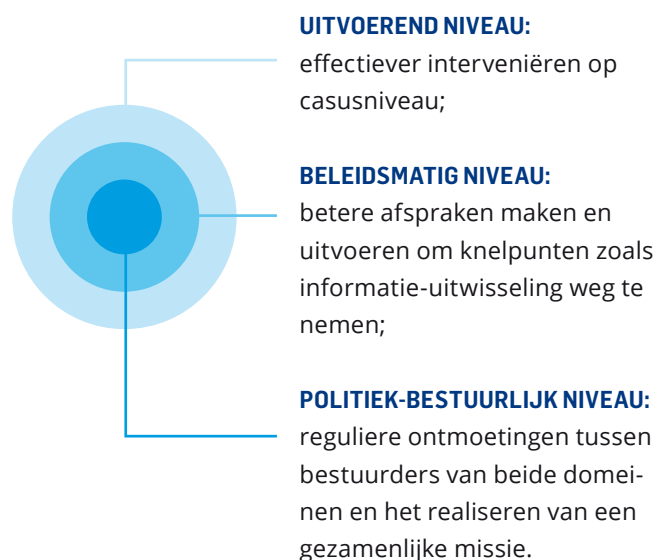 UITVOEREND NIVEAU:
effectiever interveniëren op
casusniveau;
BELEIDSMATIG NIVEAU:
betere afspraken maken en
uitvoeren om knelpunten zoals
informatie-uitwisseling weg te
nemen;
POLITIEK-BESTUURLIJK NIVEAU:
reguliere ontmoetingen tussen
bestuurders van beide domei-
nen en het realiseren van een
gezamenlijke missie.